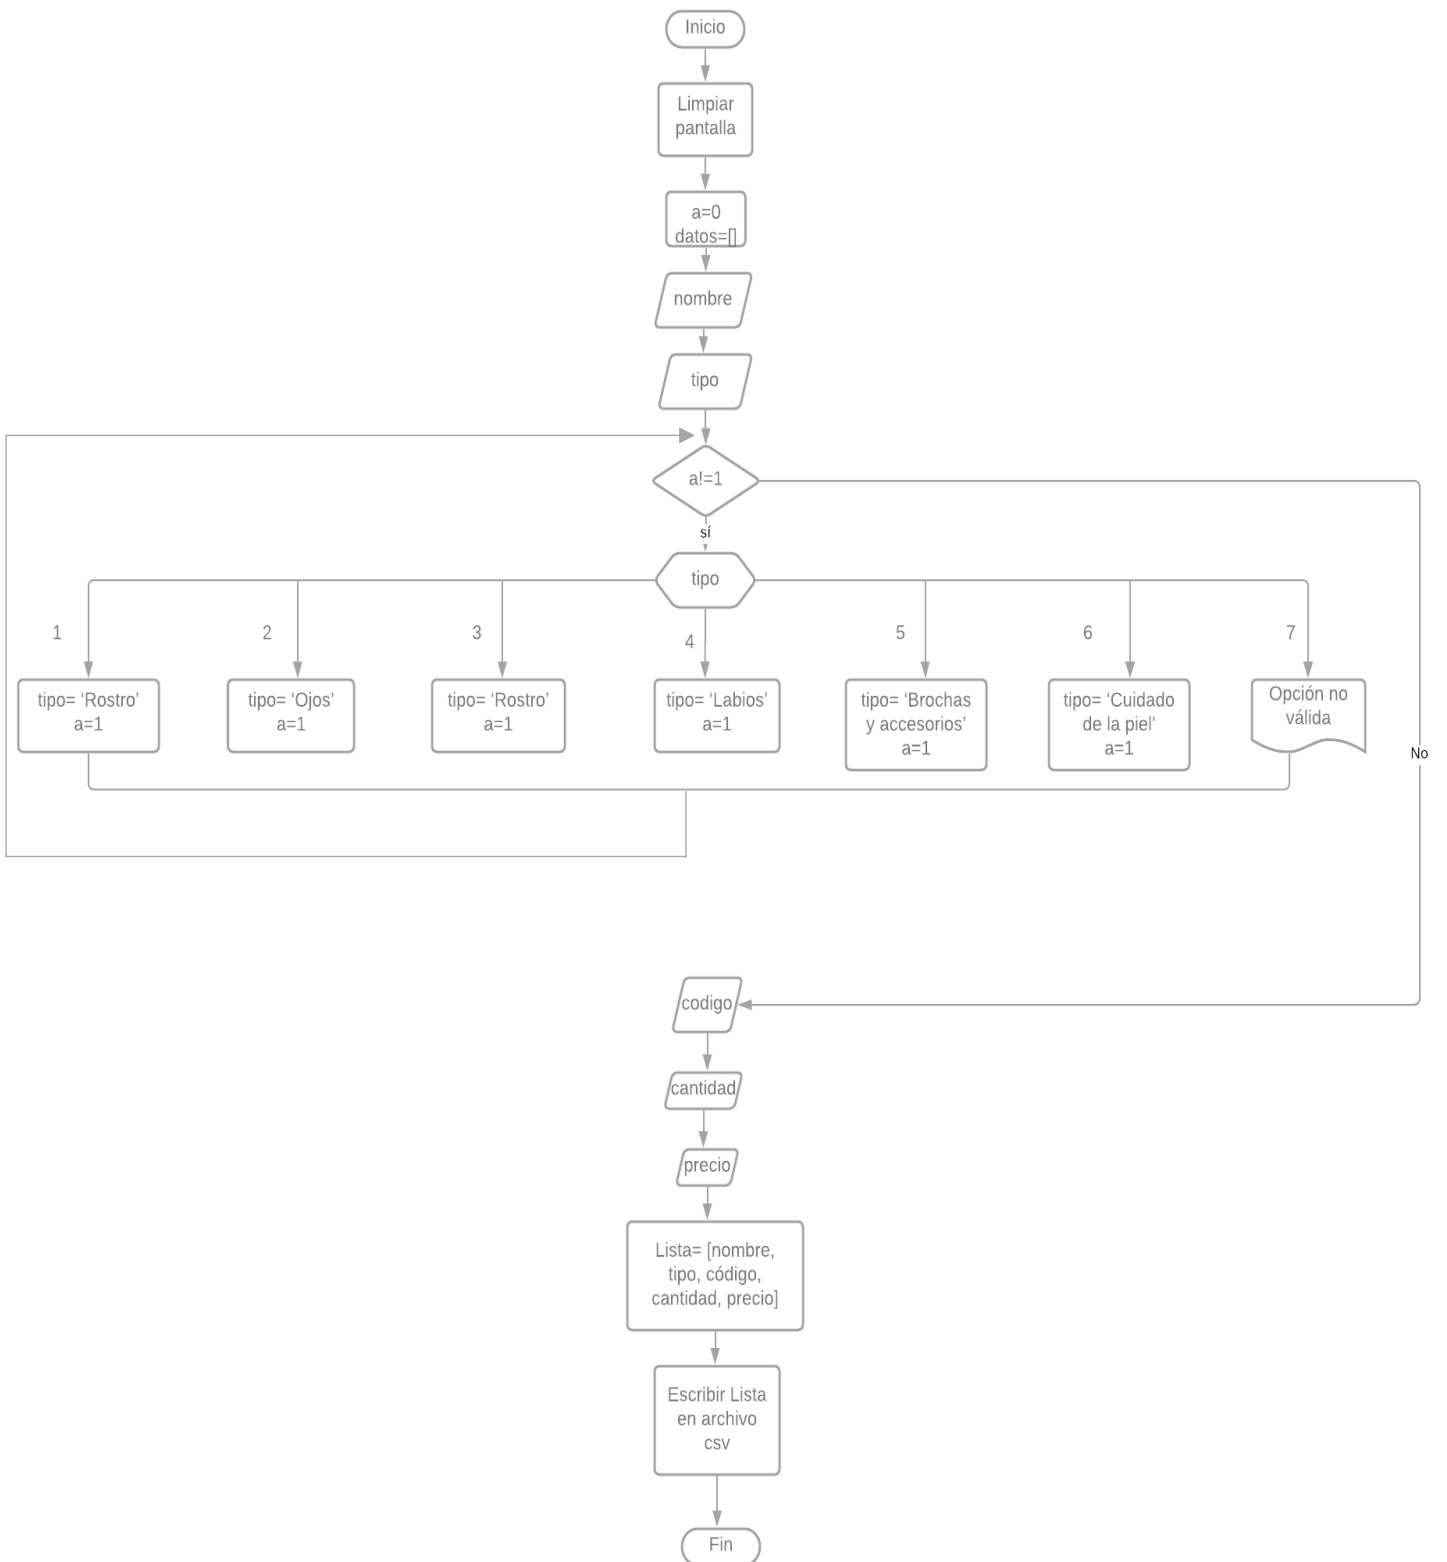 Inicio
Limpiar
pantalla
a=0
datos=[]
nombre
tipo
a!=1
sí
tipo
1
2
3
4
5
6
7
tipo= ‘Rostro’
a=1
tipo= ‘Ojos’
a=1
tipo= ‘Rostro’
a=1
tipo= ‘Labios’
a=1
tipo= ‘Brochas
y accesorios’
a=1
tipo= ‘Cuidado
de la piel’
a=1
Opción no
válida
No
codigo
cantidad
precio
Lista= [nombre,
tipo, código,
cantidad, precio]
Escribir Lista
en archivo
csv
Fin